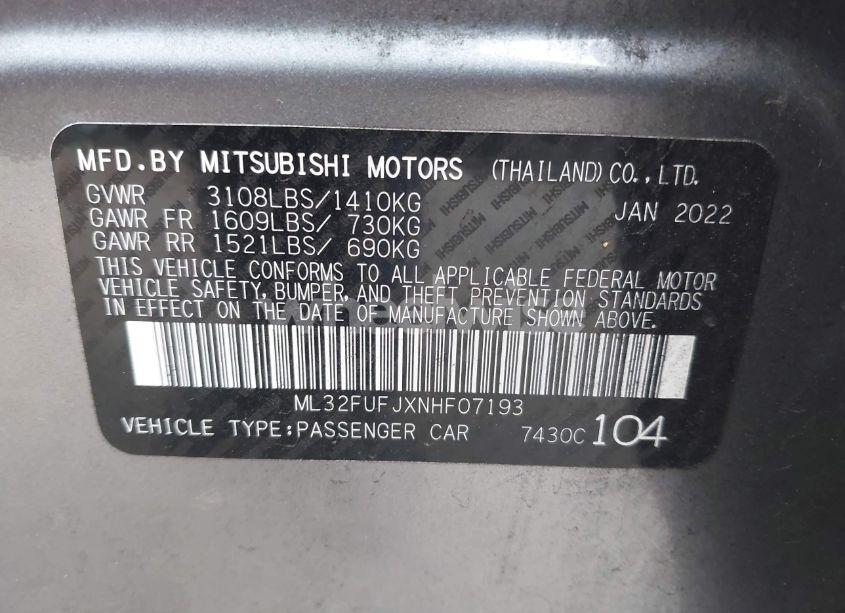 MFD.BY MITSUBISHI MOTORS (THAILAND)CO.,LTD.
GVWR 3108LBS/1410KG JAN 2022
GAWR FR 1609LBS/ 730KG
GAWR RR 1521LBS/ 690KG
THIS VEHICLE CONFORMS TO ALL APPLICABLE FEDERAL MOTOR
VEHICLE SAFETY, BUMPER, AND THEFT PREVENTION STANDARDS
IN EFFECT ON THE DATE OF MANUFACTURE SHOWN ABOVE.
ML32FUFJXNHF07193
VEHICLE TYPE:PASSENGER CAR 7430C 104